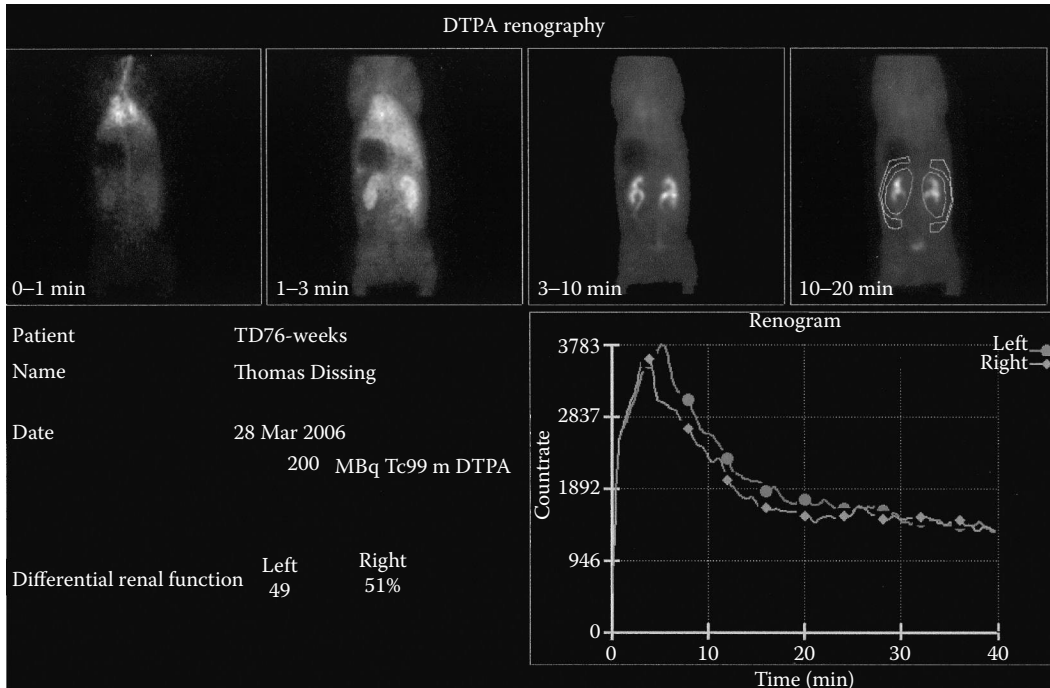 DTPA renography
0–1 min
1–3 min
3–10 min
10–20 min
Patient TD76-weeks
Name Thomas Dissing
Date 28 Mar 2006
200 MBq Tc99 m DTPA
Left Right
Differential renal function 49 51%
Renogram
Left
Right
Countrate
3783
2837
1892
946
0
0 10 20 30 40
Time (min)